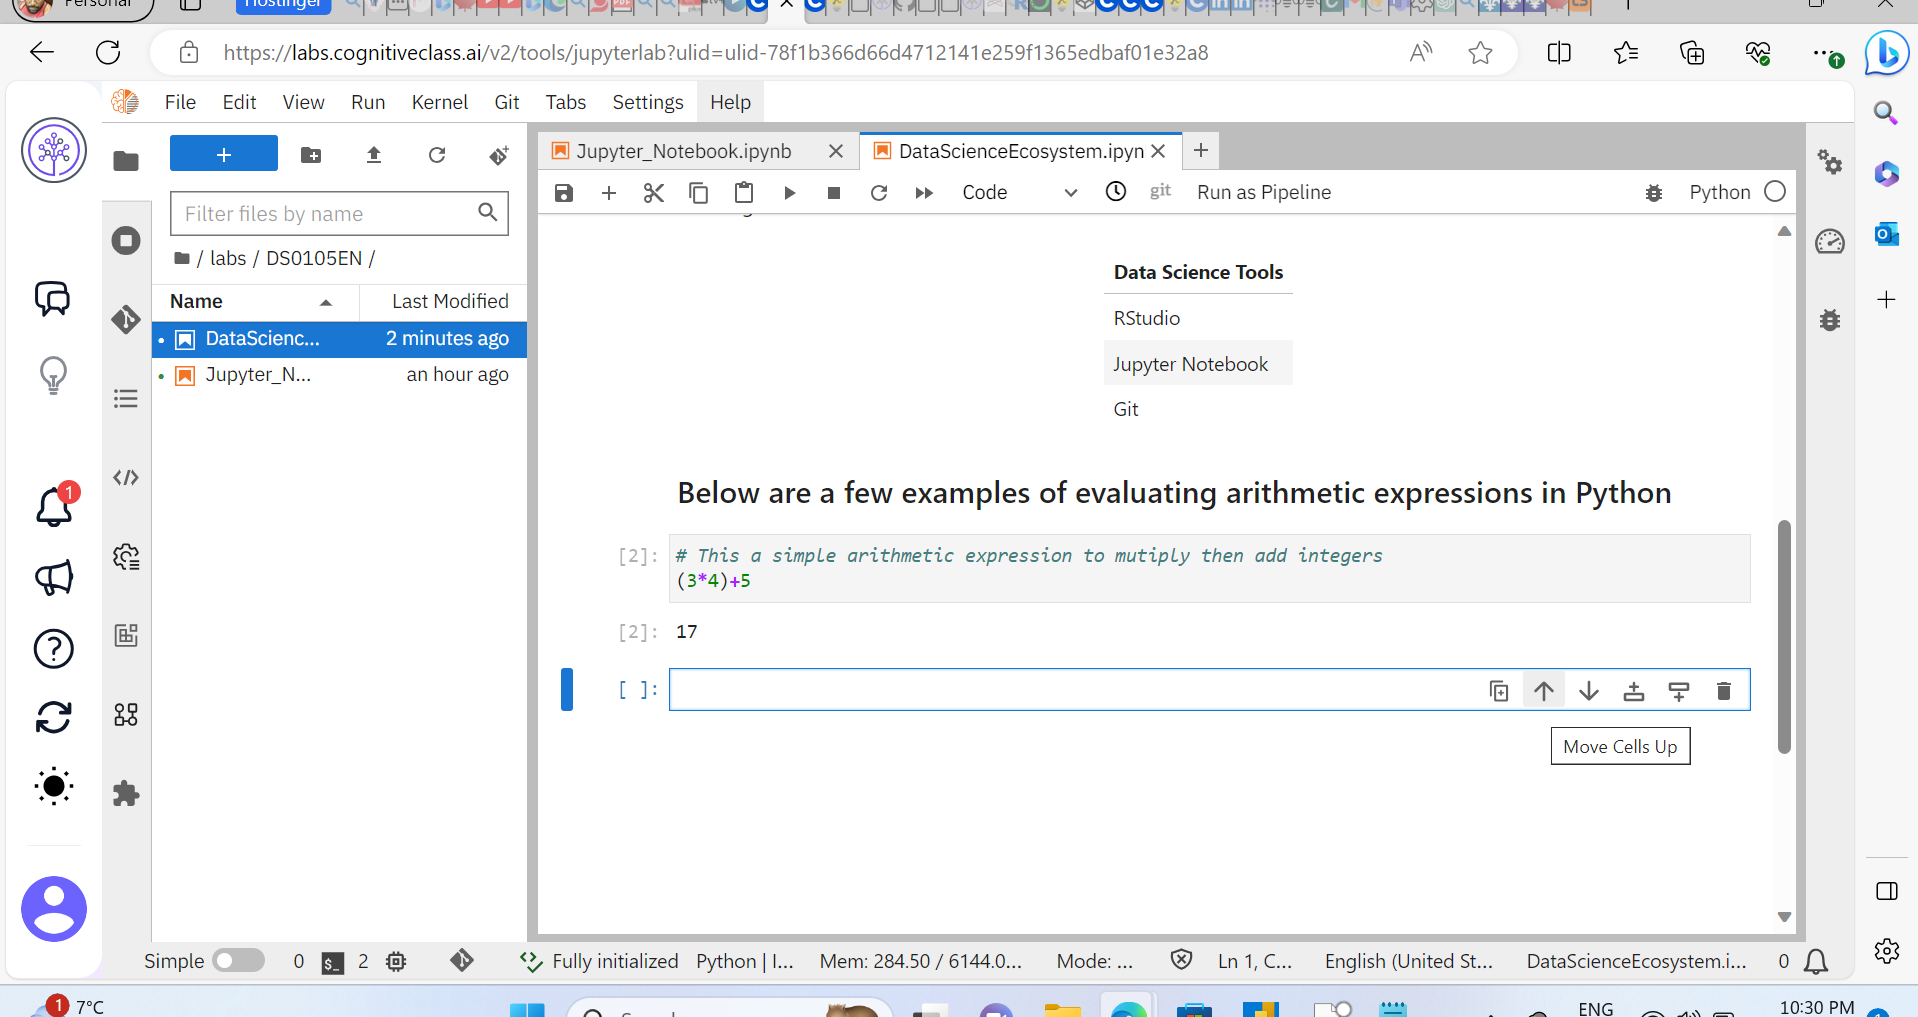 Personal
Hostinger
https://labs.cognitiveclass.ai/v2/tools/jupyterlab?ulid=ulid-78f1b366d66d4712141e259f1365edbaf01e32a8
File Edit View Run Kernel Git Tabs Settings Help
Jupyter_Notebook.ipynb
DataScienceEcosystem.ipyn
Filter files by name
Code
git
Run as Pipeline
Python
/ labs / DS0105EN /
Name Last Modified
DataScienc... 2 minutes ago
Jupyter_N... an hour ago
Data Science Tools
RStudio
Jupyter Notebook
Git
Below are a few examples of evaluating arithmetic expressions in Python
[2]: # This a simple arithmetic expression to mutiply then add integers
(3*4)+5
[2]: 17
[ ]:
Move Cells Up
1
Simple 0 $_ 2 Fully initialized Python | I... Mem: 284.50 / 6144.0... Mode: ... Ln 1, C... English (United St... DataScienceEcosystem.i... 0
1 7°C
ENG
10:30 PM